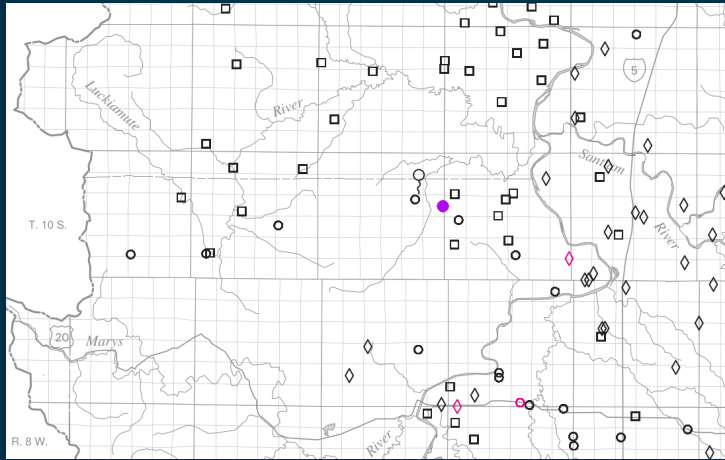 Luckiamute
River
5
Santiam
T. 10 S.
River
20
Marys
R. 8 W.
River